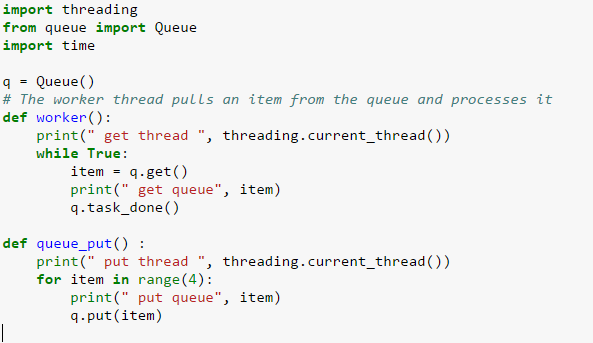 import threading
from queue import Queue
import time
q = Queue()
# The worker thread pulls an item from the queue and processes it
def worker():
    print(" get thread ", threading.current_thread())
    while True:
        item = q.get()
        print(" get queue", item)
        q.task_done()
def queue_put() :
    print(" put thread ", threading.current_thread())
    for item in range(4):
        print(" put queue", item)
        q.put(item)